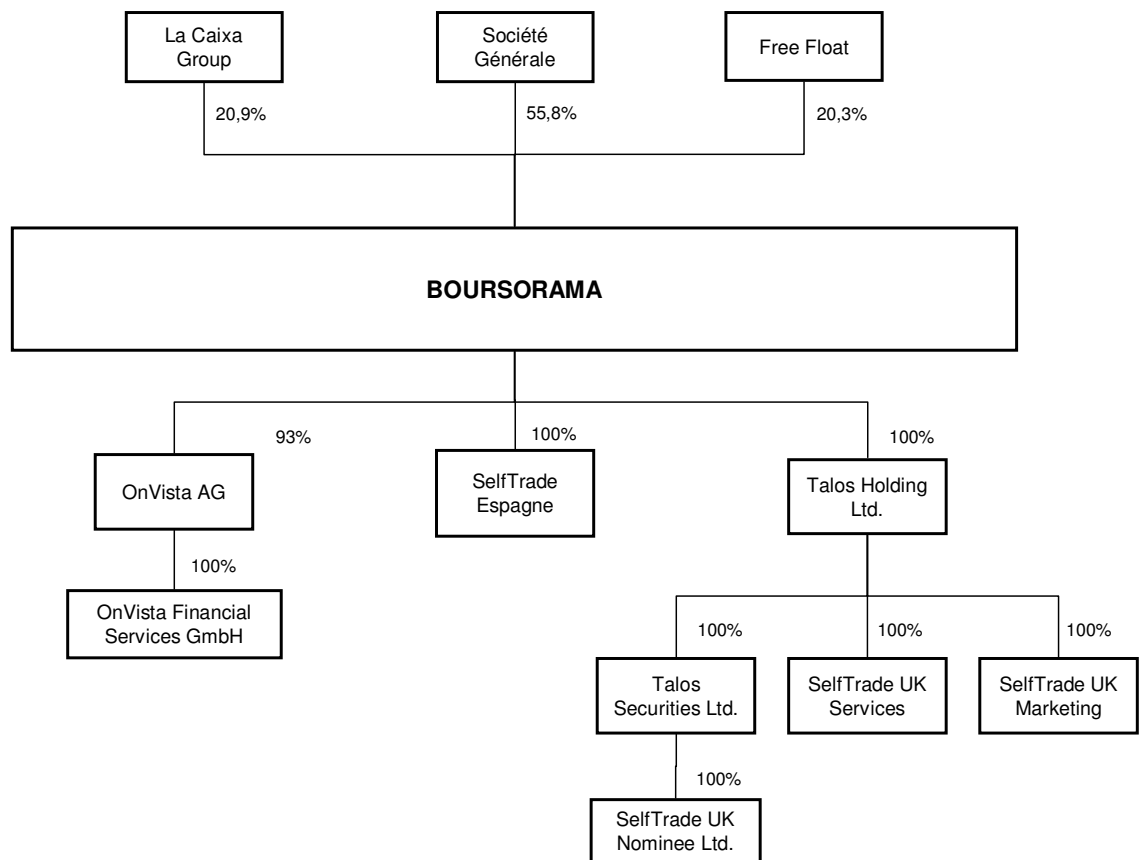 La Caixa
Group
Société
Générale
Free Float
20,9%
55,8%
20,3%
BOURSORAMA
93%
100%
100%
OnVista AG
SelfTrade
Espagne
Talos Holding
Ltd.
100%
OnVista Financial
Services GmbH
100%
100%
100%
Talos
Securities Ltd.
SelfTrade UK
Services
SelfTrade UK
Marketing
100%
SelfTrade UK
Nominee Ltd.